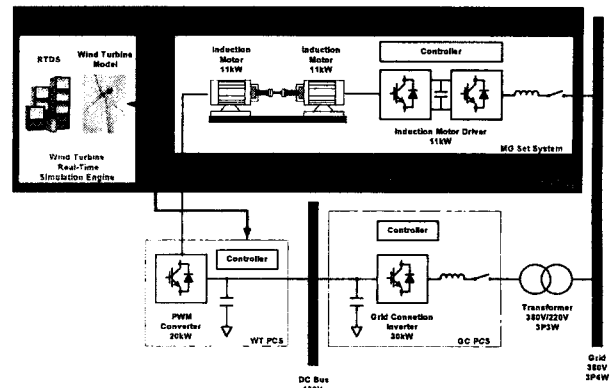 RTDS
Wind Turbine
Model
Wind Turbine
Real-Time
Simulation Engine
Induction
Motor
11kW
Induction
Motor
11kW
Controller
Induction Motor Driver
11kW
MG Set System
Controller
PWM
Converter
20kW
WT PCS
Controller
Grid Connetion
Inverter
30kW
GC PCS
Transformer
380V/220V
3P3W
Grid
380V
3P4W
DC Bus